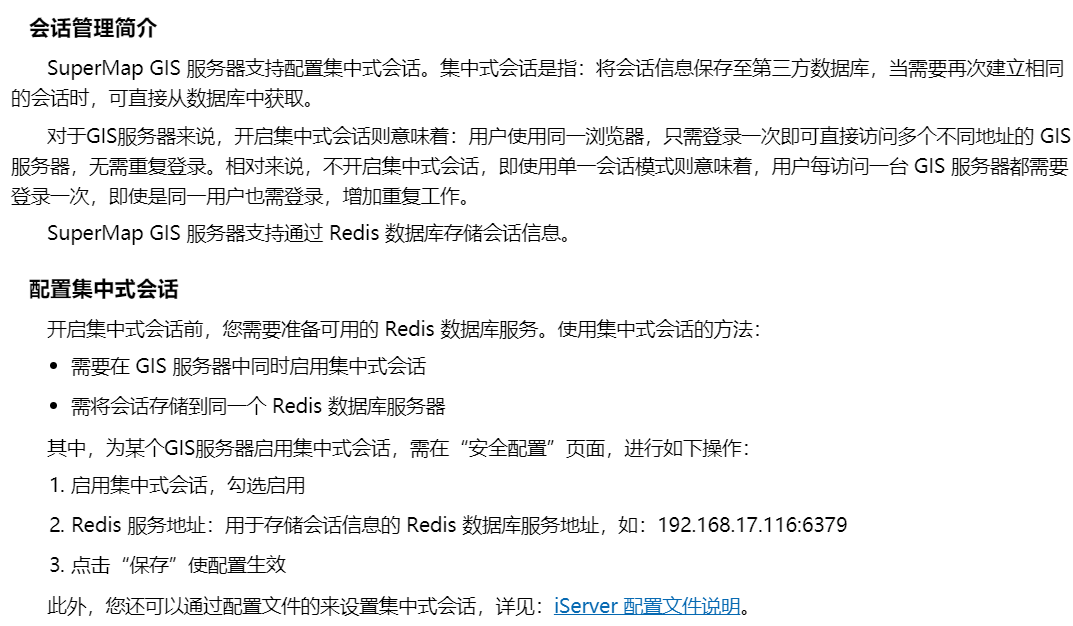 会话管理简介
SuperMap GIS 服务器支持配置集中式会话。集中式会话是指：将会话信息保存至第三方数据库，当需要再次建立相同
的会话时，可直接从数据库中获取。
对于GIS服务器来说，开启集中式会话则意味着：用户使用同一浏览器，只需登录一次即可直接访问多个不同地址的 GIS
服务器，无需重复登录。相对来说，不开启集中式会话，即使用单一会话模式则意味着，用户每访问一台 GIS 服务器都需要
登录一次，即使是同一用户也需登录，增加重复工作。
SuperMap GIS 服务器支持通过 Redis 数据库存储会话信息。
配置集中式会话
开启集中式会话前，您需要准备可用的 Redis 数据库服务。使用集中式会话的方法：
• 需要在 GIS 服务器中同时启用集中式会话
• 需将会话存储到同一个 Redis 数据库服务器
其中，为某个GIS服务器启用集中式会话，需在“安全配置”页面，进行如下操作：
1. 启用集中式会话，勾选启用
2. Redis 服务地址：用于存储会话信息的 Redis 数据库服务地址，如：192.168.17.116:6379
3. 点击“保存”使配置生效
此外，您还可以通过配置文件的来设置集中式会话，详见：iServer 配置文件说明。